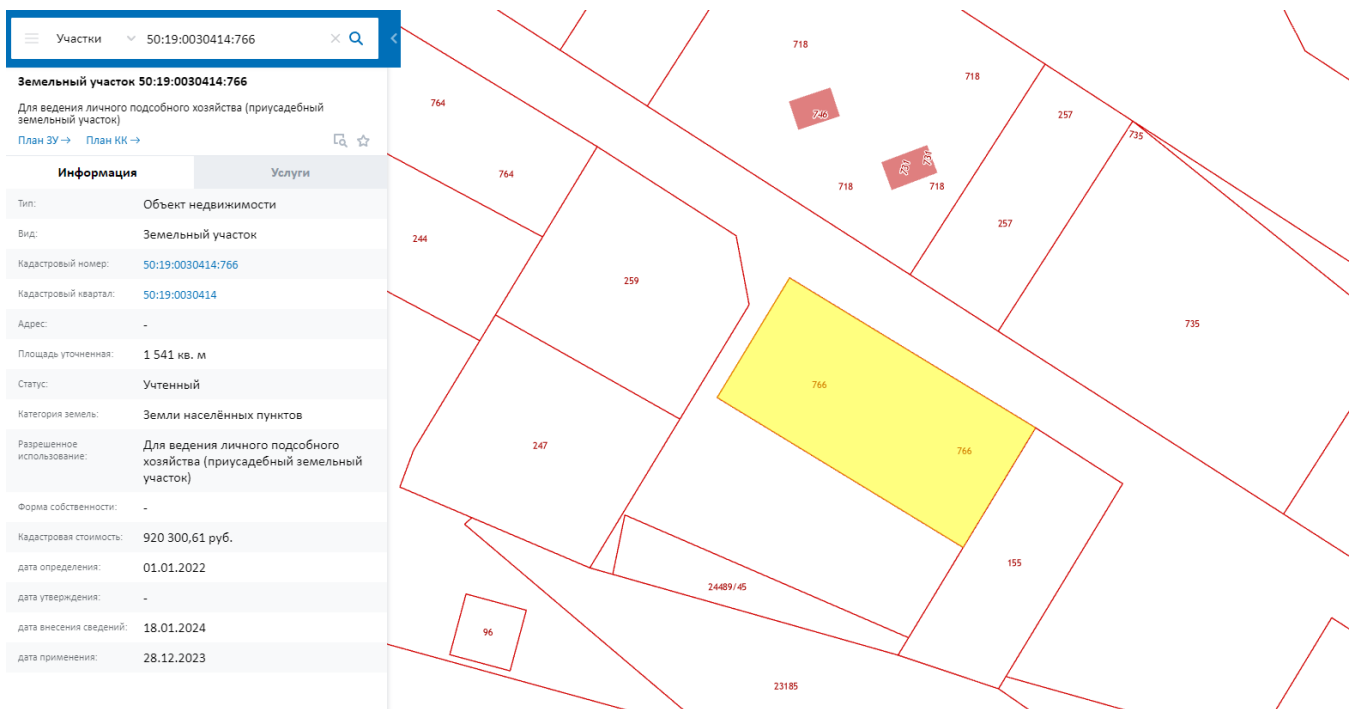 Участки 50:19:0030414:766
Земельный участок 50:19:0030414:766
Для ведения личного подсобного хозяйства (приусадебный
земельный участок)
План ЗУ → План КК →
Информация Услуги
Тип: Объект недвижимости
Вид: Земельный участок
Кадастровый номер: 50:19:0030414:766
Кадастровый квартал: 50:19:0030414
Адрес: -
Площадь уточненная: 1 541 кв. м
Статус: Учтенный
Категория земель: Земли населённых пунктов
Разрешенное использование: Для ведения личного подсобного
хозяйства (приусадебный земельный
участок)
Форма собственности: -
Кадастровая стоимость: 920 300,61 руб.
дата определения: 01.01.2022
дата утверждения: -
дата внесения сведений: 18.01.2024
дата применения: 28.12.2023
718
718
764
746
257
735
764
731
731
718
718
257
244
259
735
766
247
766
155
24489/45
96
23185